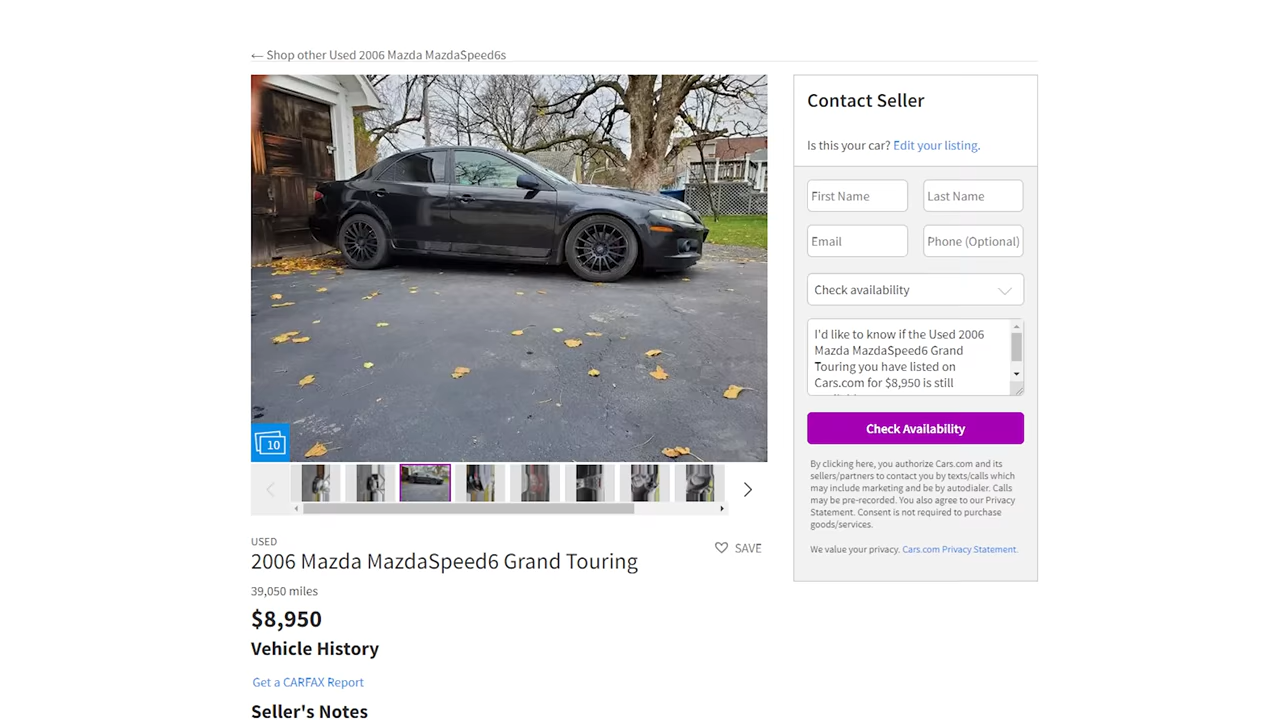 ← Shop other Used 2006 Mazda MazdaSpeed6s
10
USED
2006 Mazda MazdaSpeed6 Grand Touring
SAVE
39,050 miles
$8,950
Vehicle History
Get a CARFAX Report
Seller's Notes
Contact Seller
Is this your car? Edit your listing.
First Name
Last Name
Email
Phone (Optional)
Check availability
I'd like to know if the Used 2006
Mazda MazdaSpeed6 Grand
Touring you have listed on
Cars.com for $8,950 is still
Check Availability
By clicking here, you authorize Cars.com and its
sellers/partners to contact you by texts/calls which
may include marketing and be by autodialer. Calls
may be pre-recorded. You also agree to our Privacy
Statement. Consent is not required to purchase
goods/services.
We value your privacy. Cars.com Privacy Statement.